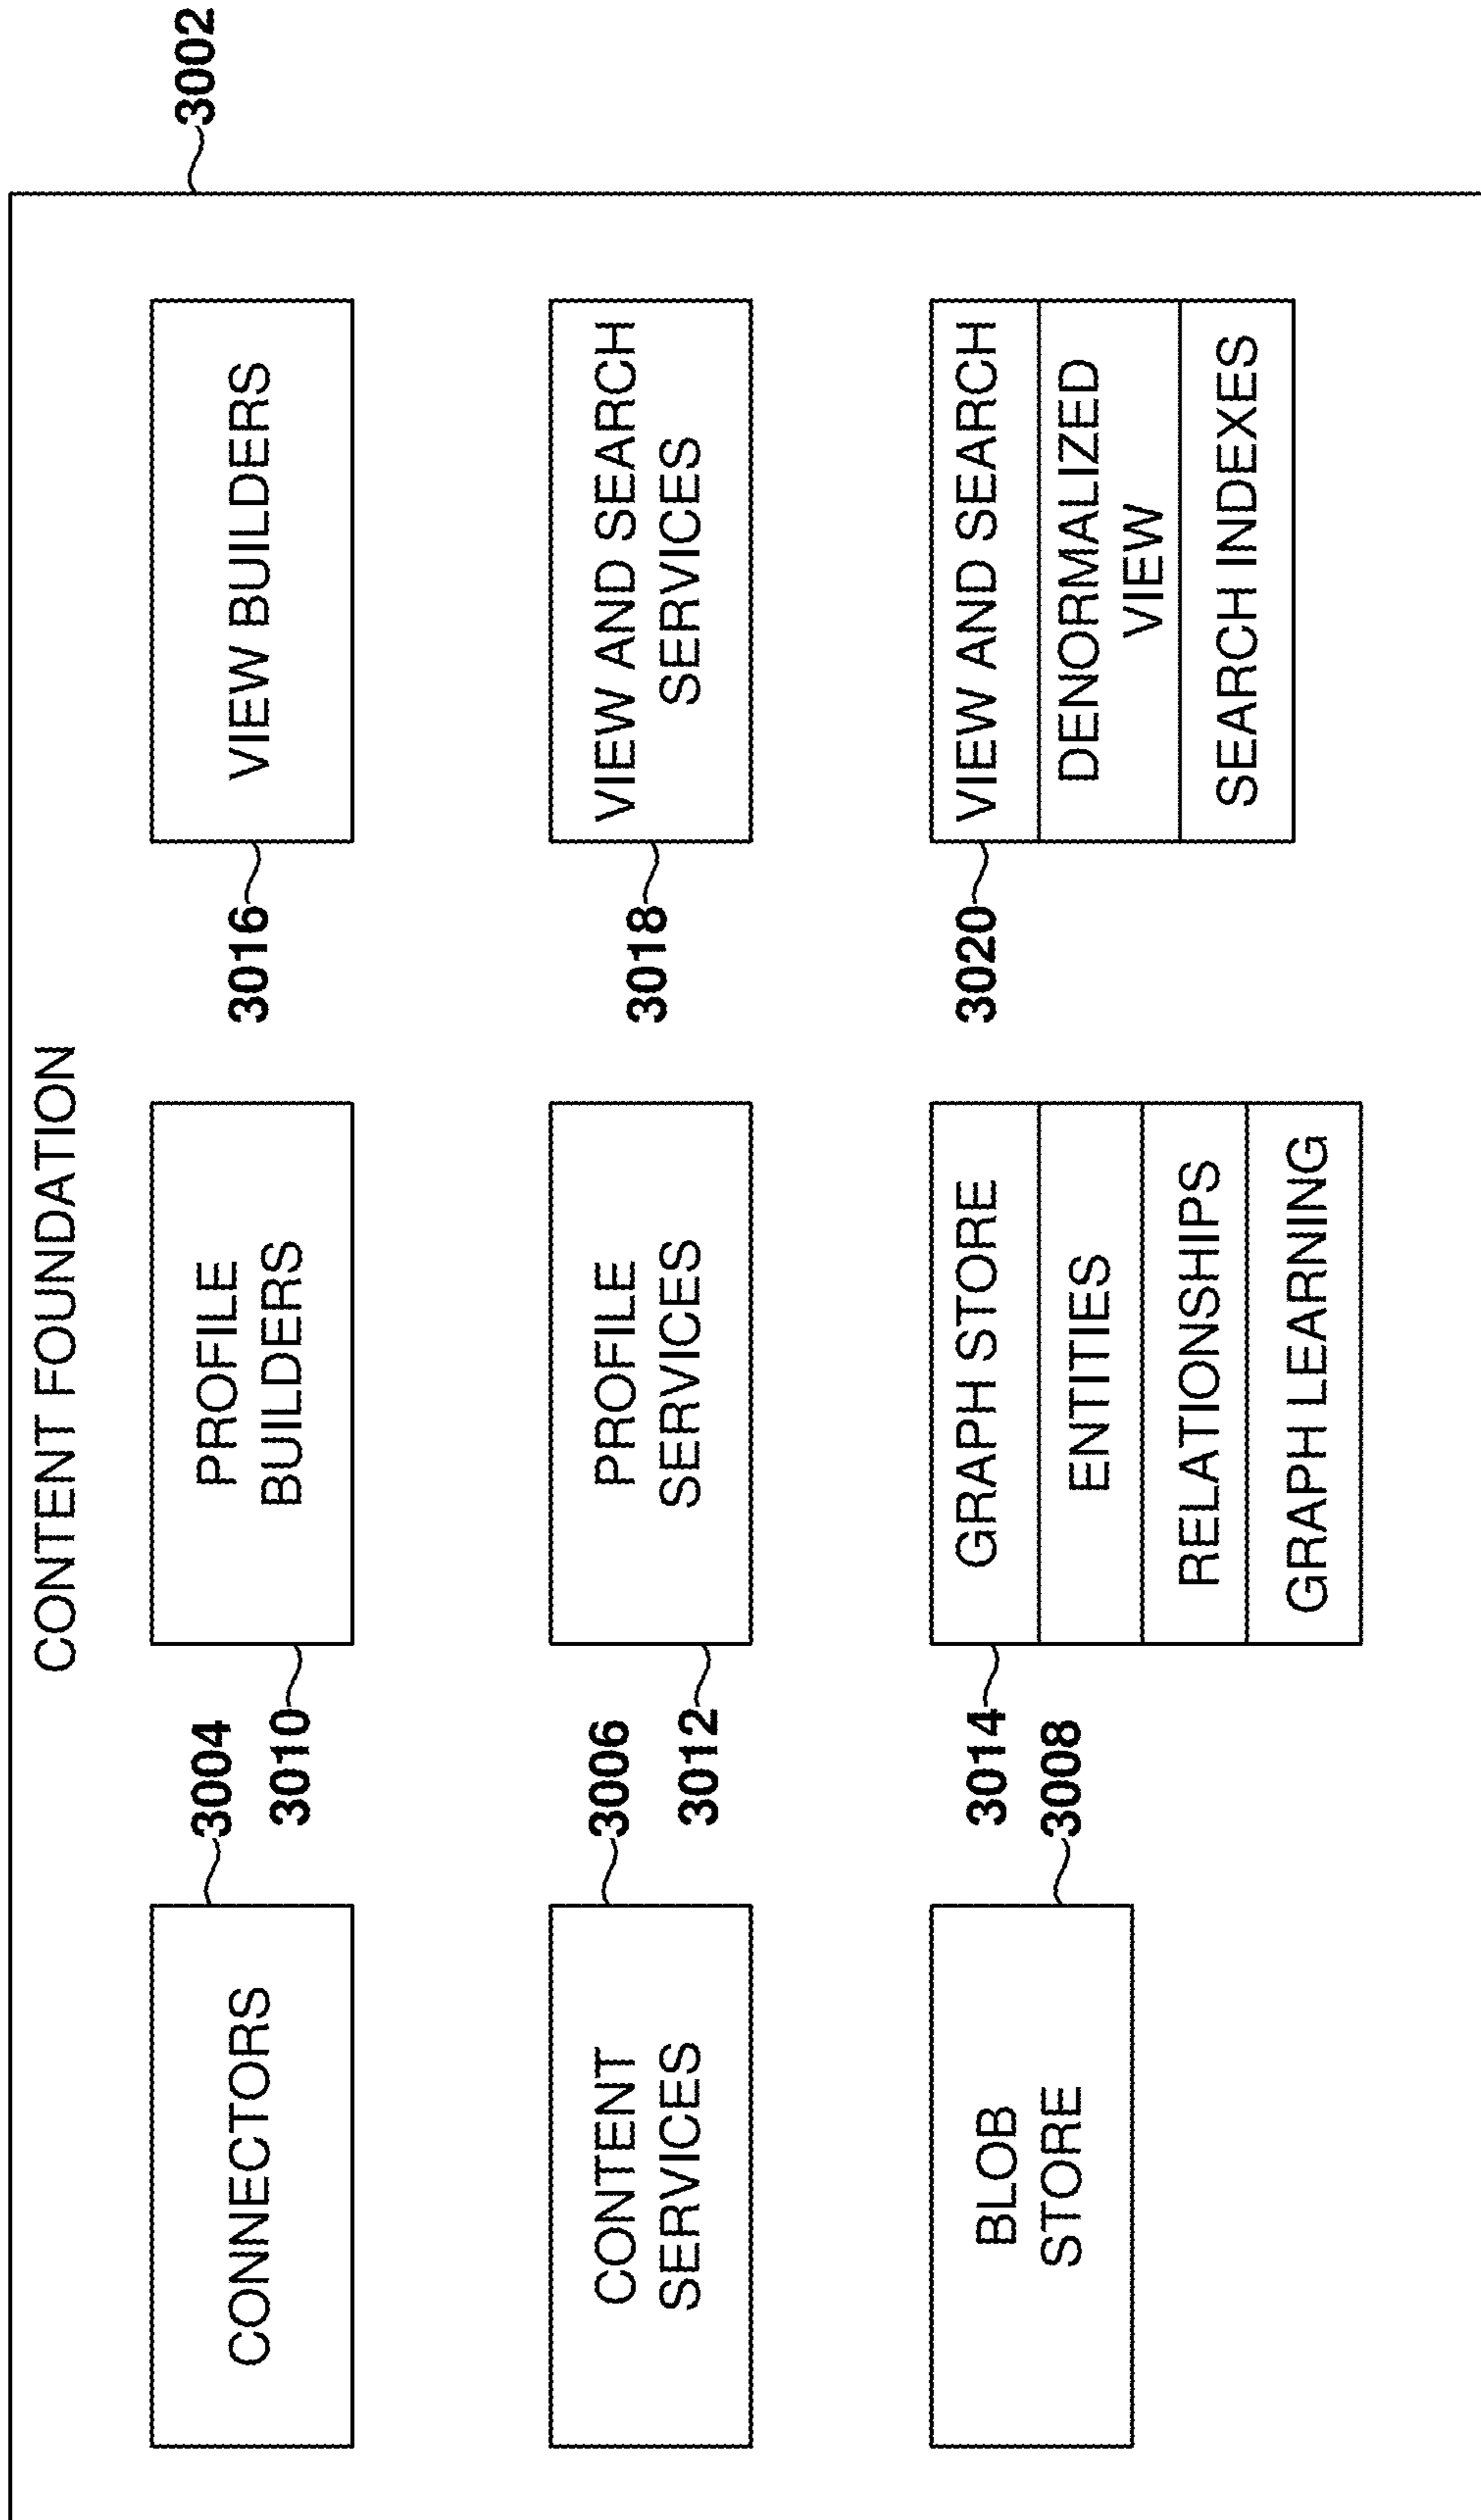 CONTENT FOUNDATION
3002
CONNECTORS
3004
PROFILE
BUILDERS
3010
VIEW BUILDERS
3016
CONTENT
SERVICES
3006
PROFILE
SERVICES
3012
VIEW AND SEARCH
SERVICES
3018
BLOB
STORE
3008
GRAPH STORE
ENTITIES
RELATIONSHIPS
GRAPH LEARNING
3014
VIEW AND SEARCH
DENORMALIZED
VIEW
SEARCH INDEXES
3020